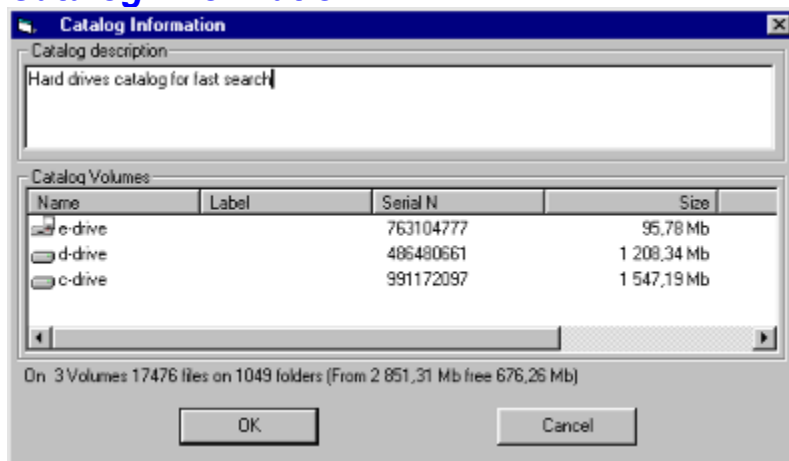 Catalog Information
Catalog description
Hard drives catalog for fast search
Catalog Volumes
Name Label Serial N Size
e-drive 763104777 95,78 Mb
d-drive 486480661 1 208,34 Mb
c-drive 991172097 1 547,19 Mb
On 3 Volumes 17476 files on 1049 folders (From 2 851,31 Mb free 676,26 Mb)
OK Cancel